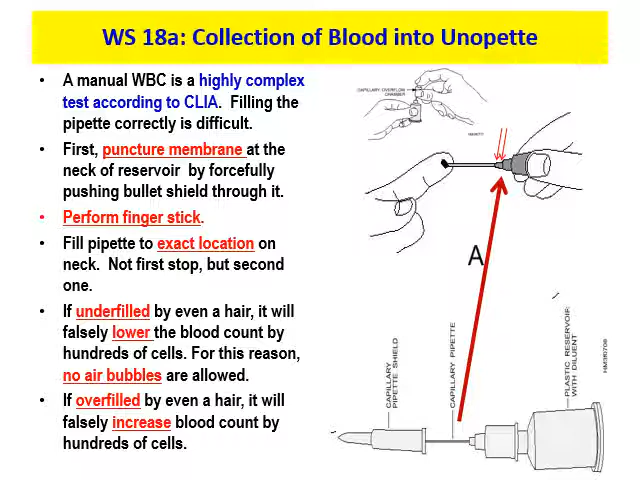 WS 18a: Collection of Blood into Unopette
• A manual WBC is a highly complex
test according to CLIA. Filling the
pipette correctly is difficult.
• First, puncture membrane at the
neck of reservoir by forcefully
pushing bullet shield through it.
• Perform finger stick.
• Fill pipette to exact location on
neck. Not first stop, but second
one.
• If underfilled by even a hair, it will
falsely lower the blood count by
hundreds of cells. For this reason,
no air bubbles are allowed.
• If overfilled by even a hair, it will
falsely increase blood count by
hundreds of cells.
CAPILLARY OVERFLOW
CHAMBER
A
CAPILLARY
PIPETTE SHIELD
CAPILLARY PIPETTE
PLASTIC RESERVOIR
WITH DILUENT